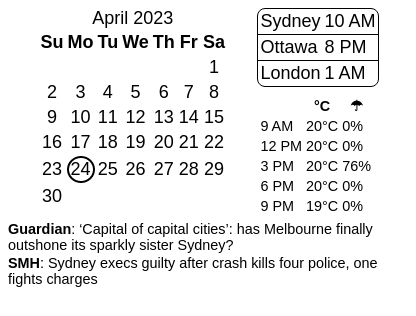 April 2023
Su Mo Tu We Th Fr Sa
1
2 3 4 5 6 7 8
9 10 11 12 13 14 15
16 17 18 19 20 21 22
23 24 25 26 27 28 29
30
Sydney 10 AM
Ottawa 8 PM
London 1 AM
°C ☂
9 AM 20°C 0%
12 PM 20°C 0%
3 PM 20°C 76%
6 PM 20°C 0%
9 PM 19°C 0%
Guardian: ‘Capital of capital cities’: has Melbourne finally
outshone its sparkly sister Sydney?
SMH: Sydney execs guilty after crash kills four police, one
fights charges